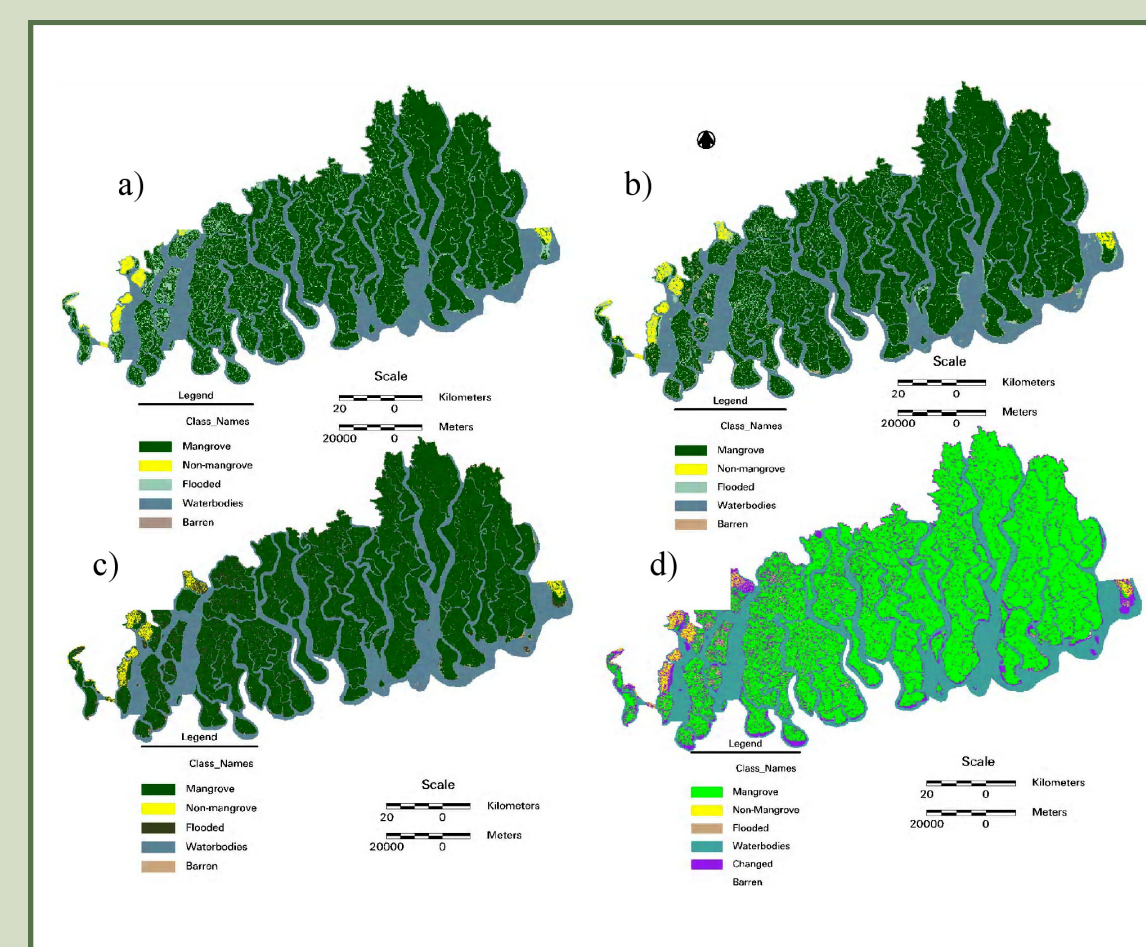 a)
Scale
Kilometers
20 0
Meters
20000 0
Legend
Class_Names
Mangrove
Non-mangrove
Flooded
Waterbodies
Barren
b)
Scale
Kilometers
20 0
Meters
20000 0
Legend
Class_Names
Mangrove
Non-mangrove
Flooded
Waterbodies
Barren
c)
Legend
Class_Names
Mangrove
Non-mangrove
Flooded
Waterbodies
Barren
Scale
Kilometers
20 0
Meters
20000 0
d)
Legend
Class_Names
Mangrove
Non-Mangrove
Flooded
Waterbodies
Changed
Barren
Scale
Kilometers
20 0
Meters
20000 0